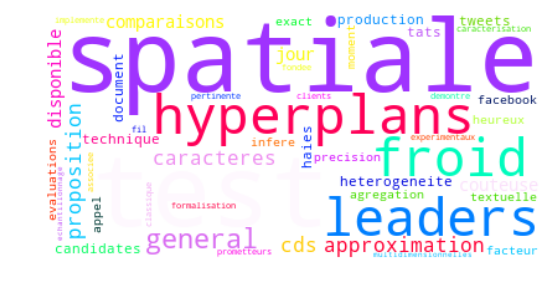 implemente comparaisons exact production tweets
tats caracterisation
disponible spatiale jour moment
fondee
document pertinente clients demontre facebook
hyperplans heureux
proposition fil technique infere haies experimentaux
caracteres precision froid
evaluations echantillonnage associee test heterogeneite couteuse
classique agregation textuelle
appel formalisation leaders
candidates general cds approximation facteur
prometteurs multidimensionnelles